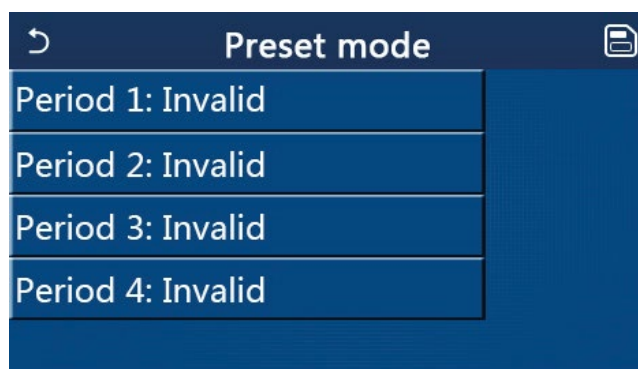 Preset mode
Period 1: Invalid
Period 2: Invalid
Period 3: Invalid
Period 4: Invalid